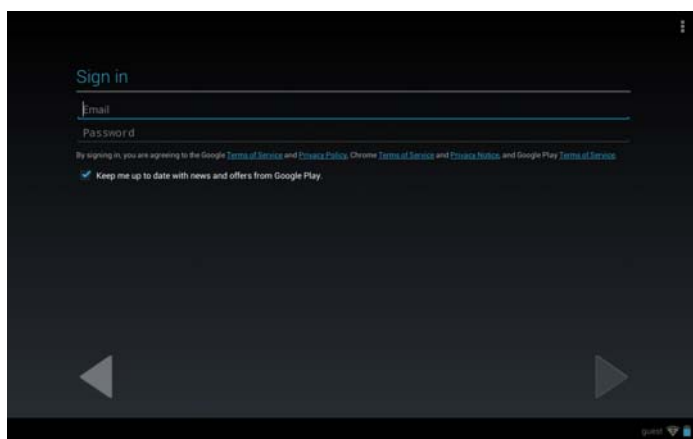 Sign in
Email
Password
By signing in, you are agreeing to the Google Terms of Service and Privacy Policy, Chrome Terms of Service and Privacy Notice, and Google Play Terms of Service.
Keep me up to date with news and offers from Google Play.
guest